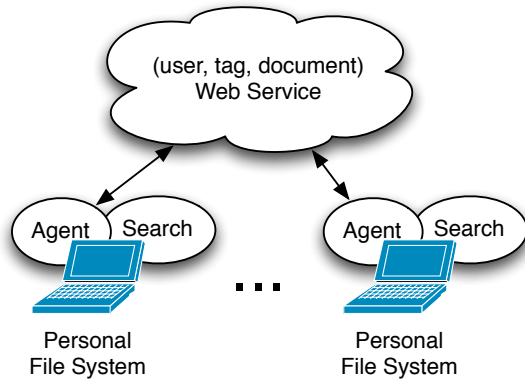 (user, tag, document)
Web Service
Agent
Search
Agent
Search
...
Personal
File System
Personal
File System